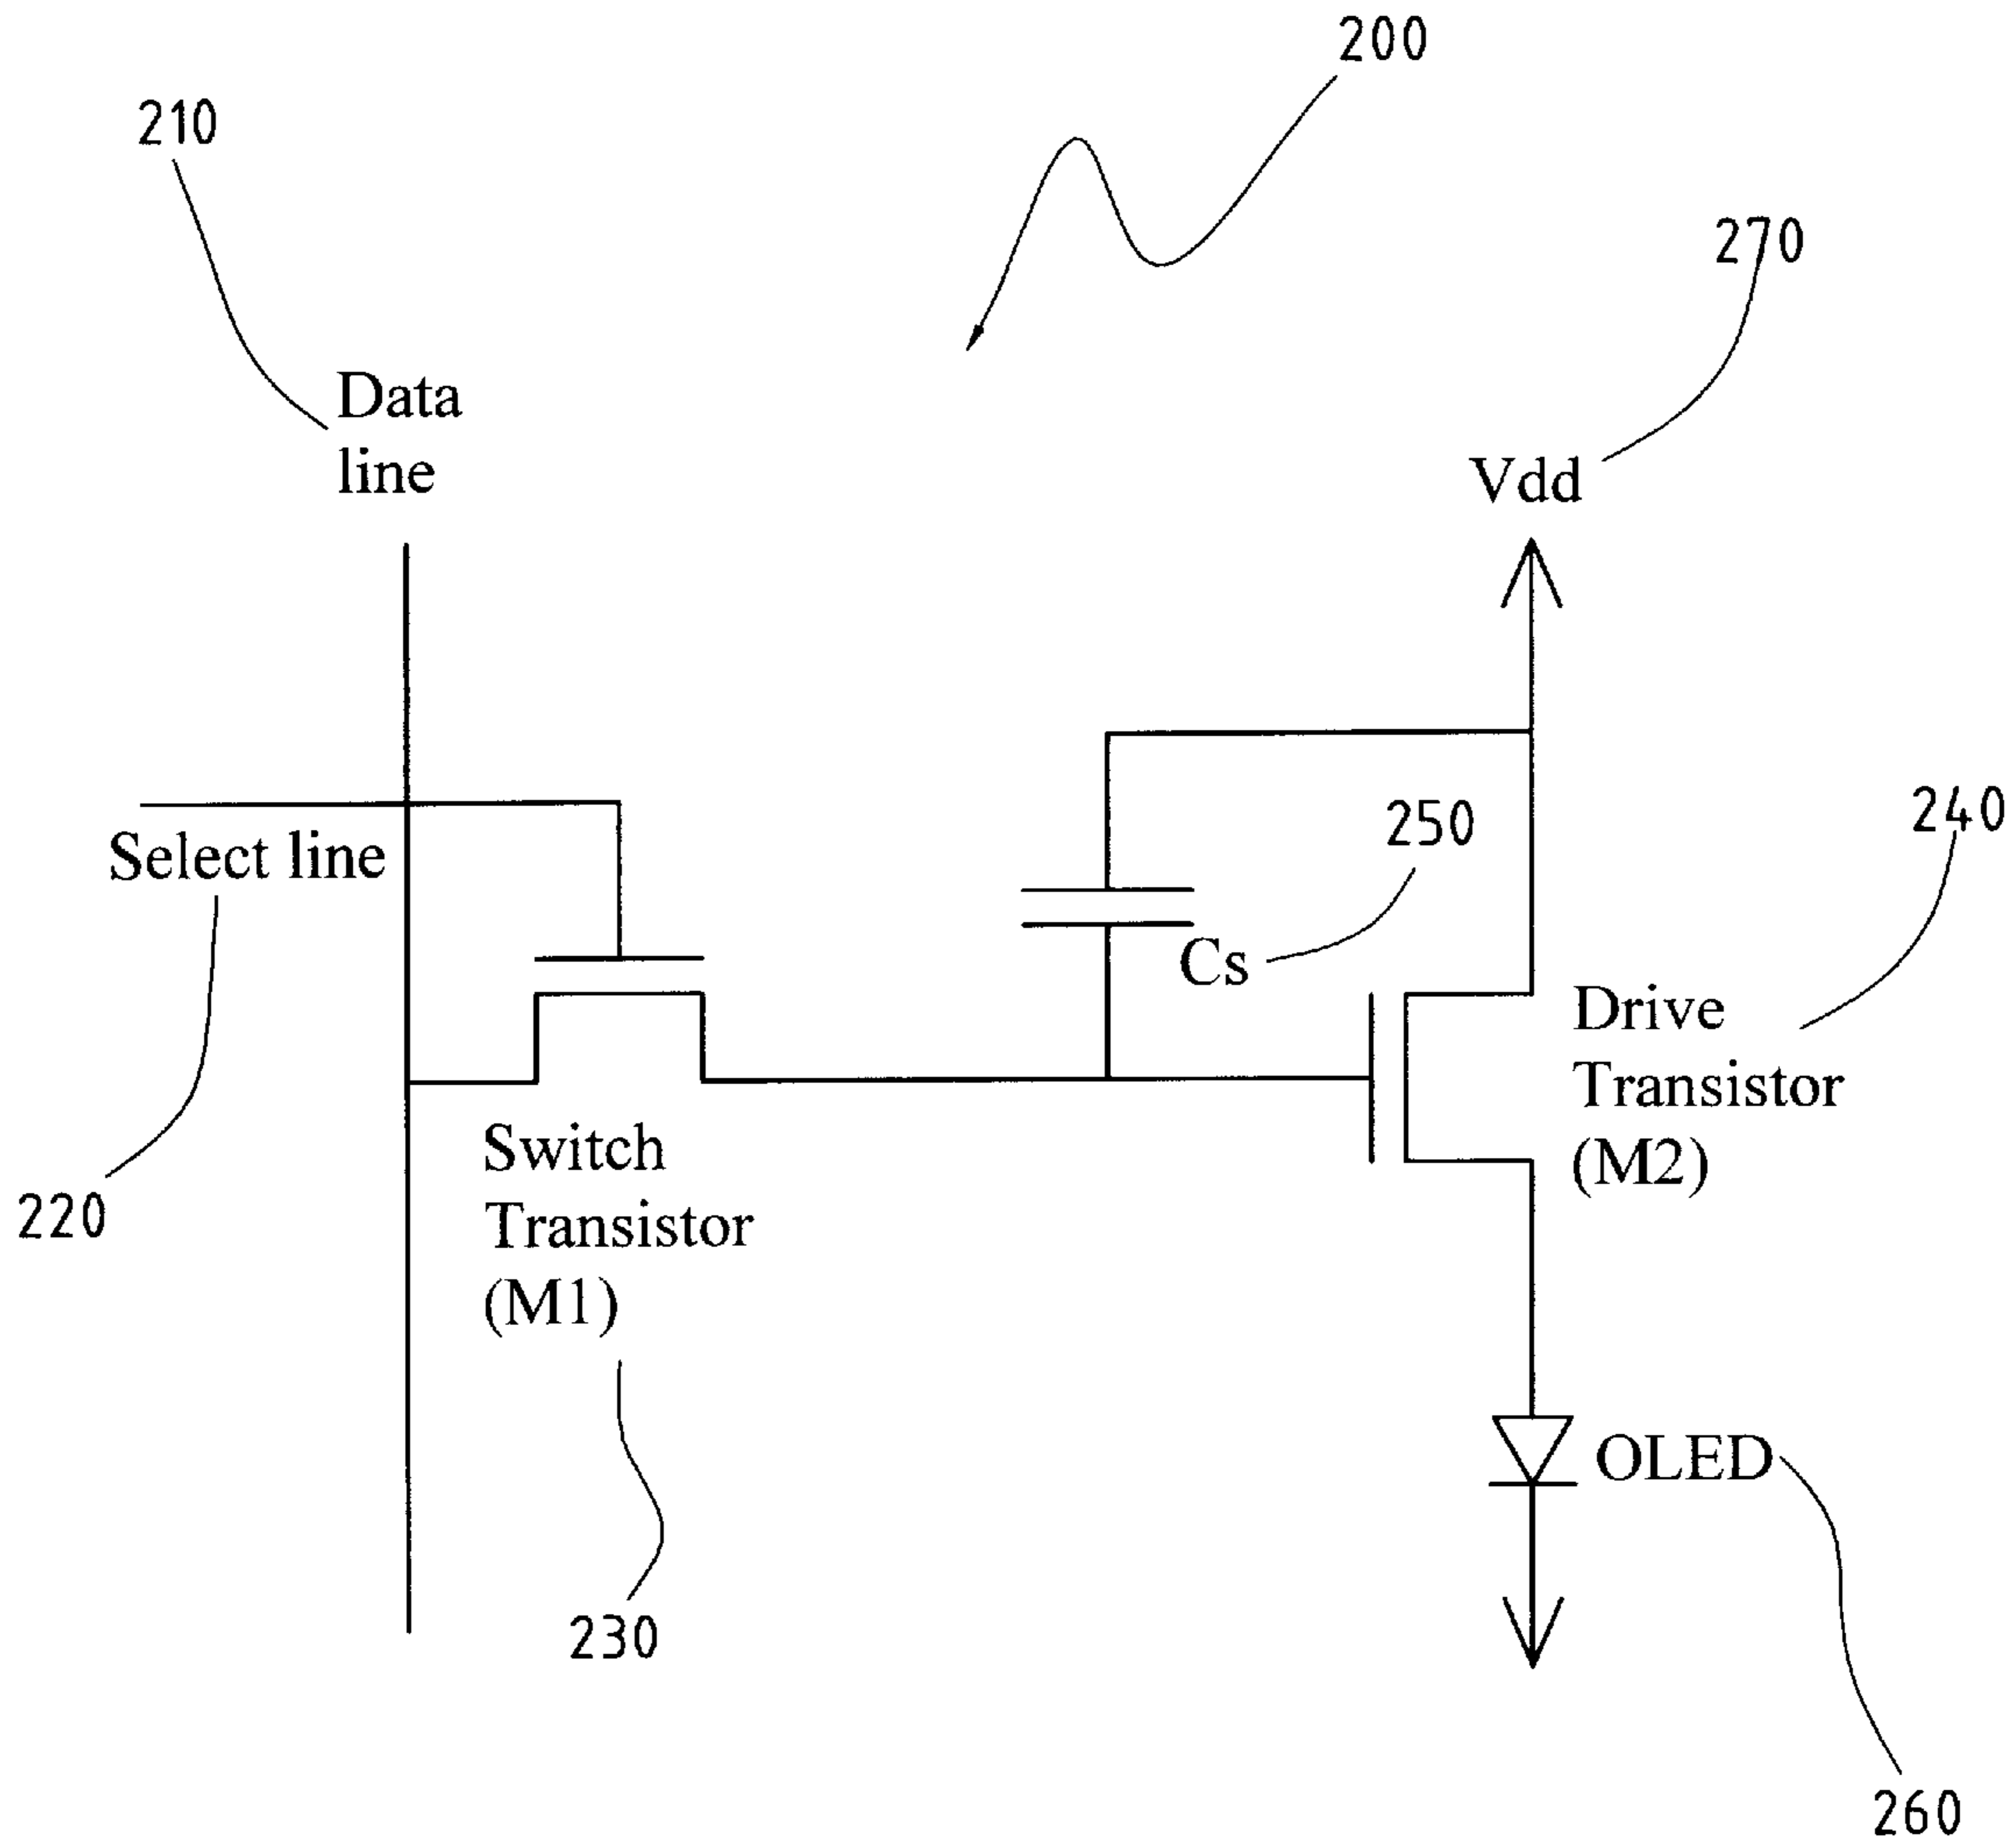 200
210
270
Data
line
Vdd
250
240
Select line
Cs
Drive
Transistor
(M2)
Switch
Transistor
(M1)
220
OLED
230
260